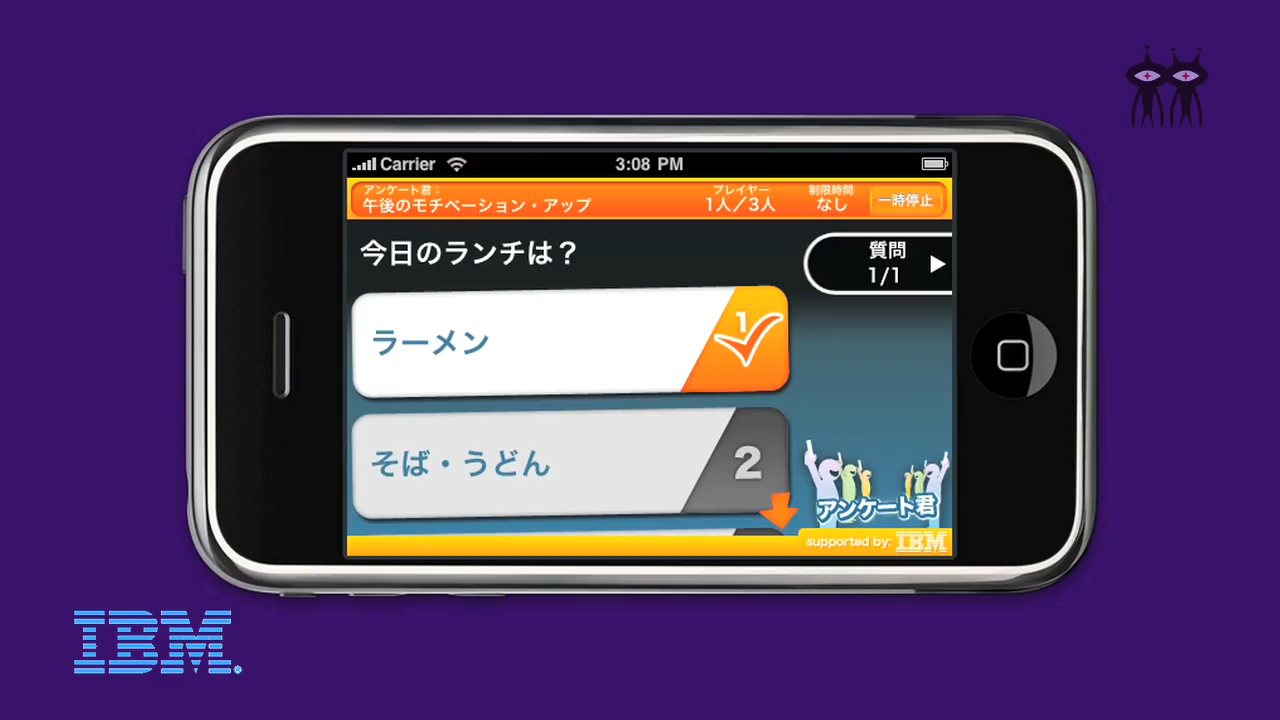 Carrier
3:08 PM
アンケート君：
午後のモチベーション・アップ
プレイヤー
1人／3人
制限時間
なし
一時停止
今日のランチは？
質問
1/1
ラーメン
1
そば・うどん
2
アンケート君
supported by: IBM
IBM®